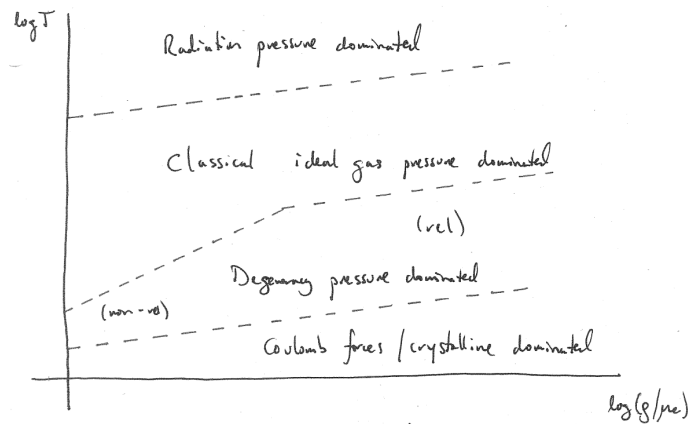 log T
Radiation pressure dominated
Classical ideal gas pressure dominated
(rel)
Degeneracy pressure dominated
(non-rel)
Coulomb forces / crystalline dominated
log(ρ/μe)